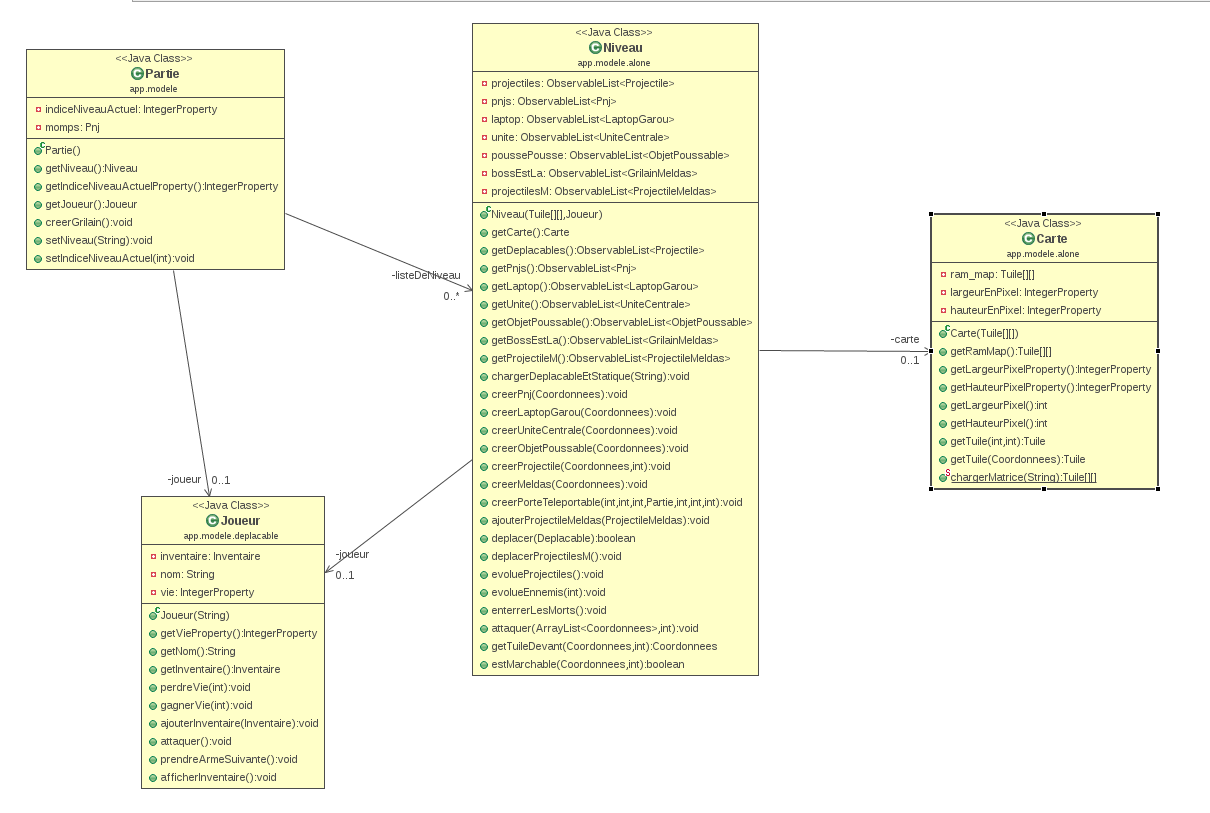 <<Java Class>>
Partie
app.modele
indiceNiveauActuel: IntegerProperty
momps: Pnj
Partie()
getNiveau():Niveau
getIndiceNiveauActuelProperty():IntegerProperty
getJoueur():Joueur
creerGrilain():void
setNiveau(String):void
setIndiceNiveauActuel(int):void
-listeDeNiveau
0..*
-joueur
0..1
<<Java Class>>
Niveau
app.modele.alone
projectiles: ObservableList<Projectile>
pnjs: ObservableList<Pnj>
laptop: ObservableList<LaptopGarou>
unite: ObservableList<UniteCentrale>
poussePousse: ObservableList<ObjetPoussable>
bossEstLa: ObservableList<GrilainMeldas>
projectilesM: ObservableList<ProjectileMeldas>
Niveau(Tuile[][],Joueur)
getCarte():Carte
getDeplacables():ObservableList<Projectile>
getPnjs():ObservableList<Pnj>
getLaptop():ObservableList<LaptopGarou>
getUnite():ObservableList<UniteCentrale>
getObjetPoussable():ObservableList<ObjetPoussable>
getBossEstLa():ObservableList<GrilainMeldas>
getProjectileM():ObservableList<ProjectileMeldas>
chargerDeplacableEtStatique(String):void
creerPnj(Coordonnees):void
creerLaptopGarou(Coordonnees):void
creerUniteCentrale(Coordonnees):void
creerObjetPoussable(Coordonnees):void
creerProjectile(Coordonnees,int):void
creerMeldas(Coordonnees):void
creerPorteTeleportable(int,int,int,Partie,int,int,int):void
ajouterProjectileMeldas(ProjectileMeldas):void
deplacer(Deplacable):boolean
deplacerProjectilesM():void
evolueProjectiles():void
evolueEnnemis(int):void
enterrerLesMorts():void
attaquer(ArrayList<Coordonnees>,int):void
getTuileDevant(Coordonnees,int):Coordonnees
estMarchable(Coordonnees,int):boolean
-carte
0..1
-joueur
0..1
<<Java Class>>
Carte
app.modele.alone
ram_map: Tuile[][]
largeurEnPixel: IntegerProperty
hauteurEnPixel: IntegerProperty
Carte(Tuile[][])
getRamMap():Tuile[][]
getLargeurPixelProperty():IntegerProperty
getHauteurPixelProperty():IntegerProperty
getLargeurPixel():int
getHauteurPixel():int
getTuile(int,int):Tuile
getTuile(Coordonnees):Tuile
chargerMatrice(String):Tuile[][]
<<Java Class>>
Joueur
app.modele.deplacable
inventaire: Inventaire
nom: String
vie: IntegerProperty
Joueur(String)
getVieProperty():IntegerProperty
getNom():String
getInventaire():Inventaire
perdreVie(int):void
gagnerVie(int):void
ajouterInventaire(Inventaire):void
attaquer():void
prendreArmeSuivante():void
afficherInventaire():void